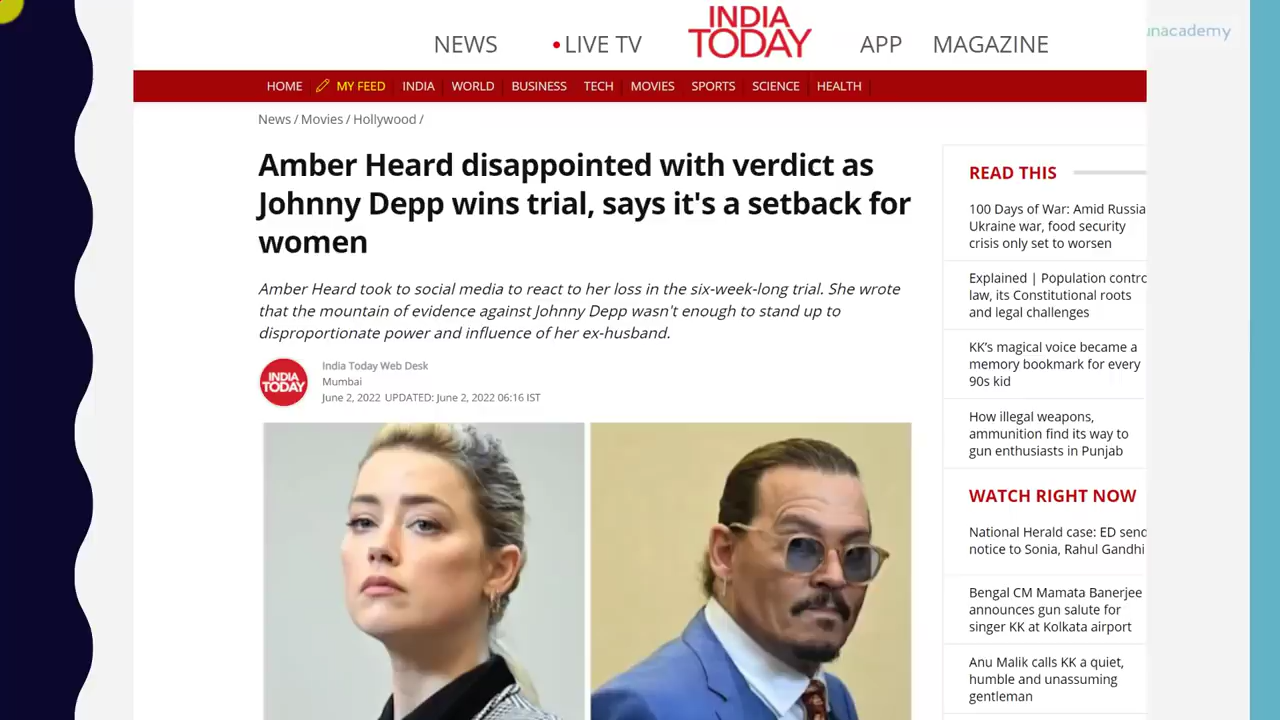 INDIA
TODAY
NEWS
LIVE TV
APP
MAGAZINE
unacademy
HOME
MY FEED
INDIA
WORLD
BUSINESS
TECH
MOVIES
SPORTS
SCIENCE
HEALTH
News / Movies / Hollywood /
Amber Heard disappointed with verdict as
Johnny Depp wins trial, says it's a setback for
women
Amber Heard took to social media to react to her loss in the six-week-long trial. She wrote
that the mountain of evidence against Johnny Depp wasn't enough to stand up to
disproportionate power and influence of her ex-husband.
INDIA
TODAY
India Today Web Desk
Mumbai
June 2, 2022 UPDATED: June 2, 2022 06:16 IST
READ THIS
100 Days of War: Amid Russia
Ukraine war, food security
crisis only set to worsen
Explained | Population contro
law, its Constitutional roots
and legal challenges
KK's magical voice became a
memory bookmark for every
90s kid
How illegal weapons,
ammunition find its way to
gun enthusiasts in Punjab
WATCH RIGHT NOW
National Herald case: ED send
notice to Sonia, Rahul Gandhi
Bengal CM Mamata Banerjee
announces gun salute for
singer KK at Kolkata airport
Anu Malik calls KK a quiet,
humble and unassuming
gentleman